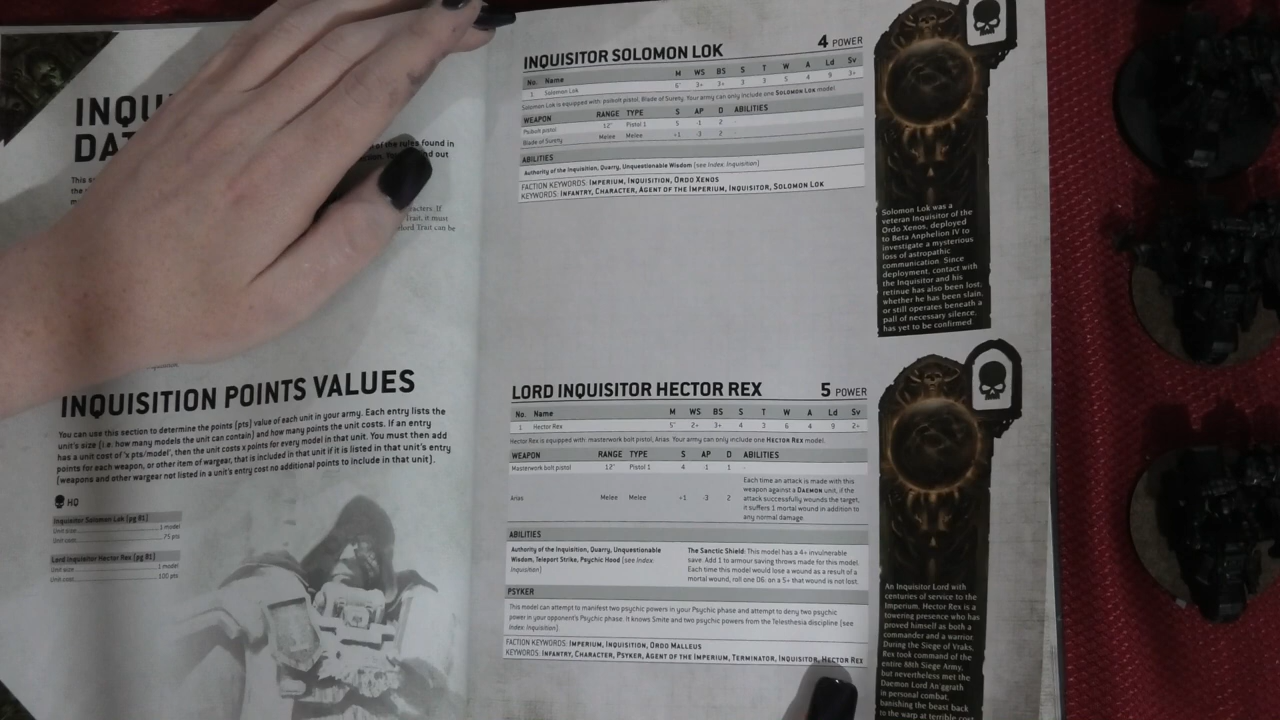 INQU
DAT
of the rules found in
This
racters. If
Trait, it must
lord Trait can be
INQUISITION POINTS VALUES
You can use this section to determine the points (pts) value of each unit in your army. Each entry lists the
unit's size (i.e. how many models the unit can contain) and how many points the unit costs. If an entry
has a unit cost of 'x pts/model', then the unit costs x points for every model in that unit. You must then add
points for each weapon, or other item of wargear, that is included in that unit if it is listed in that unit's entry
(weapons and other wargear not listed in a unit's entry cost no additional points to include in that unit).
HQ
Inquisitor Solomon Lok (pg 81)
Unit size 1 model
Unit cost 75 pts
Lord Inquisitor Hector Rex (pg 81)
Unit size 1 model
Unit cost 100 pts
INQUISITOR SOLOMON LOK 4 POWER
No. Name M WS BS S T W A Ld Sv
1 Solomon Lok 6" 3+ 3+ 3 3 5 4 9 3+
Solomon Lok is equipped with: psibolt pistol, Blade of Surety. Your army can only include one SOLOMON LOK model.
WEAPON RANGE TYPE S AP D ABILITIES
Psibolt pistol 12" Pistol 1 5 -1 2 -
Blade of Surety Melee Melee +1 -3 2 -
ABILITIES
Authority of the Inquisition, Quarry, Unquestionable Wisdom (see Index: Inquisition)
FACTION KEYWORDS: IMPERIUM, INQUISITION, ORDO XENOS
KEYWORDS: INFANTRY, CHARACTER, AGENT OF THE IMPERIUM, INQUISITOR, SOLOMON LOK
Solomon Lok was a
veteran Inquisitor of the
Ordo Xenos, deployed
to Beta Anphelion IV to
investigate a mysterious
loss of astropathic
communication. Since
deployment, contact with
the Inquisitor and his
retinue has also been lost,
whether he has been slain,
or still operates beneath a
pall of necessary silence,
has yet to be confirmed.
LORD INQUISITOR HECTOR REX 5 POWER
No. Name M WS BS S T W A Ld Sv
1 Hector Rex 5" 2+ 3+ 4 3 6 4 9 2+
Hector Rex is equipped with: masterwork bolt pistol, Arias. Your army can only include one HECTOR REX model.
WEAPON RANGE TYPE S AP D ABILITIES
Masterwork bolt pistol 12" Pistol 1 4 -1 1 -
Arias Melee Melee +1 -3 2 Each time an attack is made with
this weapon against a DAEMON unit, if the
attack successfully wounds the target,
it suffers 1 mortal wound in addition to
any normal damage.
ABILITIES
Authority of the Inquisition, Quarry, Unquestionable
Wisdom, Teleport Strike, Psychic Hood (see Index:
Inquisition)
The Sanctic Shield: This model has a 4+ invulnerable
save. Add 1 to armour saving throws made for this model.
Each time this model would lose a wound as a result of a
mortal wound, roll one D6: on a 5+ that wound is not lost.
PSYKER
This model can attempt to manifest two psychic powers in your Psychic phase and attempt to deny two psychic
power in your opponent's Psychic phase. It knows Smite and two psychic powers from the Telesthesia discipline (see
Index: Inquisition).
FACTION KEYWORDS: IMPERIUM, INQUISITION, ORDO MALLEUS
KEYWORDS: INFANTRY, CHARACTER, PSYKER, AGENT OF THE IMPERIUM, TERMINATOR, INQUISITOR, HECTOR REX
An Inquisitor Lord with
centuries of service to the
Imperium, Hector Rex is a
towering presence who has
proved himself as both a
commander and a warrior.
During the Siege of Vraks,
Rex took command of the
entire 88th Siege Army,
but nevertheless met the
Daemon Lord An'ggrath
in personal combat,
banishing the beast back
to the warp at terrible cost